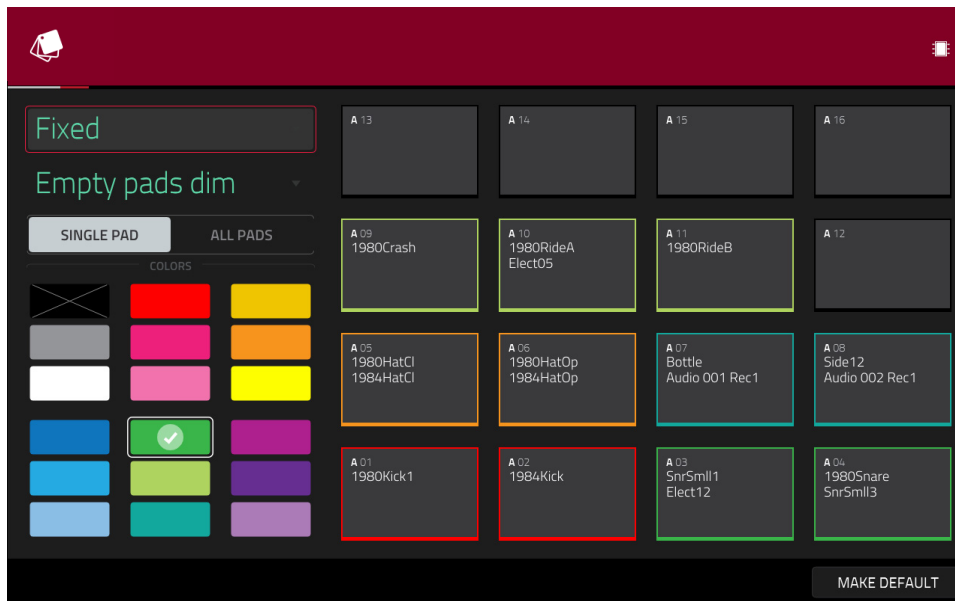 Fixed
Empty pads dim
SINGLE PAD
ALL PADS
COLORS
A 13
A 14
A 15
A 16
A 09
1980Crash
A 10
1980RideA
Elect05
A 11
1980RideB
A 12
A 05
1980HatCl
1984HatCl
A 06
1980HatOp
1984HatOp
A 07
Bottle
Audio 001 Rec1
A 08
Side12
Audio 002 Rec1
A 01
1980Kick1
A 02
1984Kick
A 03
SnrSmll1
Elect12
A 04
1980Snare
SnrSmll3
MAKE DEFAULT